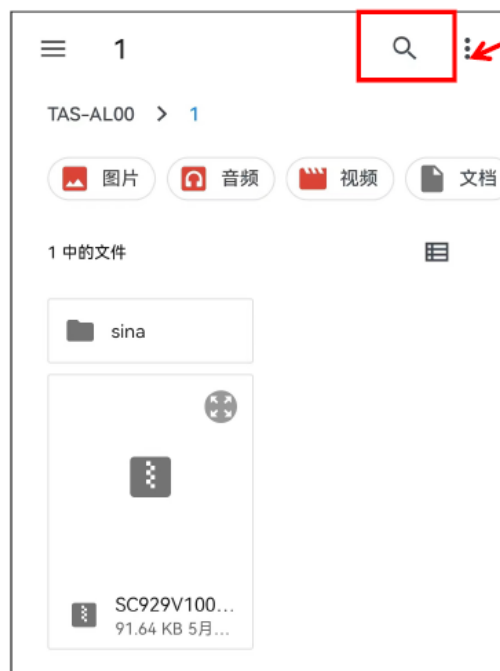 1
TAS-AL00 > 1
图片 音频 视频 文档
1 中的文件
sina
SC929V100...
91.64 KB 5月...